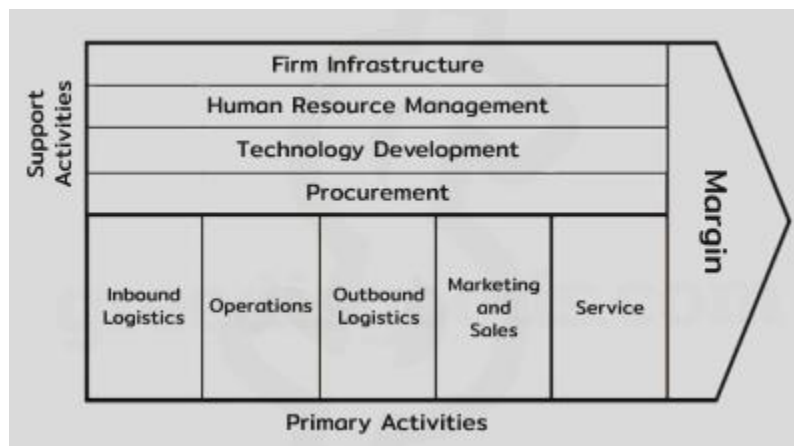 Support
Activities
Firm Infrastructure
Human Resource Management
Technology Development
Procurement
Inbound
Logistics
Operations
Outbound
Logistics
Marketing
and
Sales
Service
Margin
Primary Activities